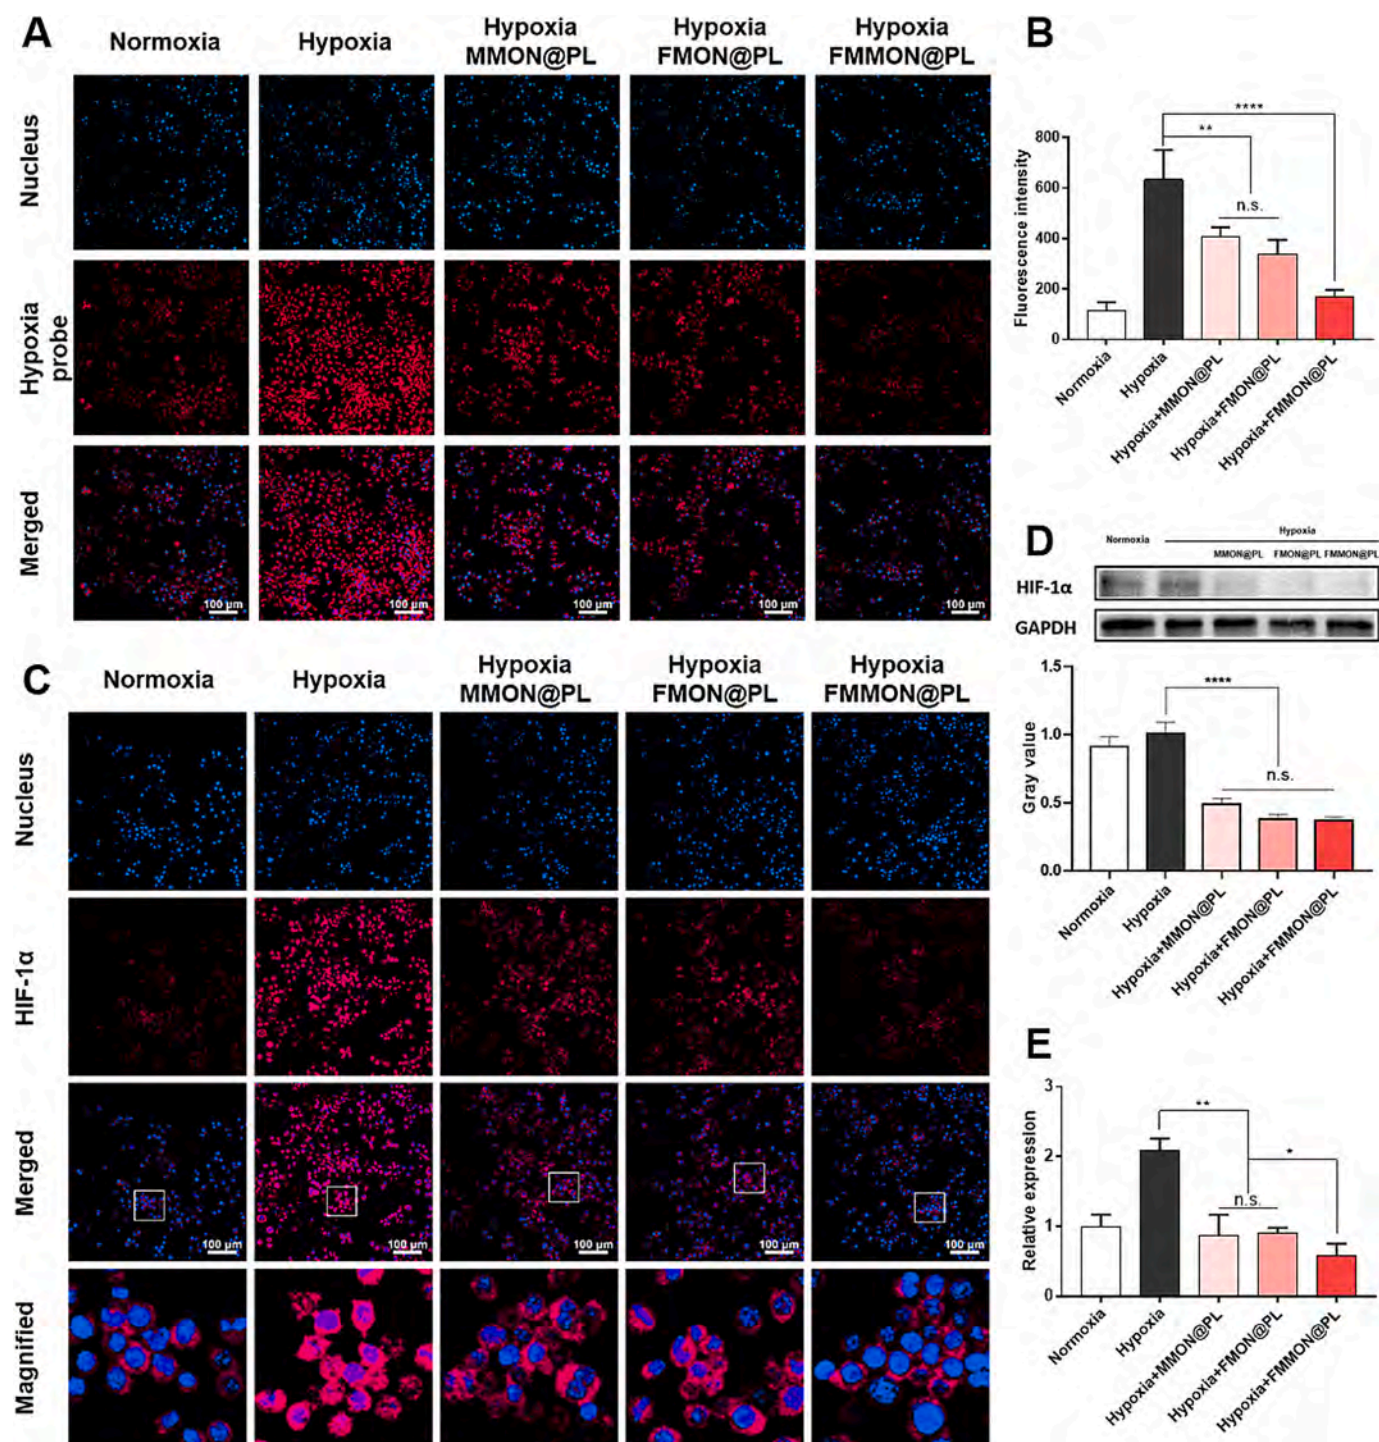 A
Normoxia
Hypoxia
Hypoxia
MMON@PL
Hypoxia
FMON@PL
Hypoxia
FMMON@PL
Nucleus
Hypoxia
probe
Merged
100 µm
100 µm
100 µm
100 µm
100 µm
B
Fluorescence intensity
800
600
400
200
0
****
**
n.s.
Normoxia
Hypoxia
Hypoxia+MMON@PL
Hypoxia+FMON@PL
Hypoxia+FMMON@PL
C
Normoxia
Hypoxia
Hypoxia
MMON@PL
Hypoxia
FMON@PL
Hypoxia
FMMON@PL
Nucleus
HIF-1α
Merged
100 µm
100 µm
100 µm
100 µm
100 µm
Magnified
D
Normoxia
Hypoxia
MMON@PL
FMON@PL
FMMON@PL
HIF-1α
GAPDH
Gray value
1.5
1.0
0.5
0.0
****
n.s.
Normoxia
Hypoxia
Hypoxia+MMON@PL
Hypoxia+FMON@PL
Hypoxia+FMMON@PL
E
Relative expression
3
2
1
0
**
*
n.s.
Normoxia
Hypoxia
Hypoxia+MMON@PL
Hypoxia+FMON@PL
Hypoxia+FMMON@PL